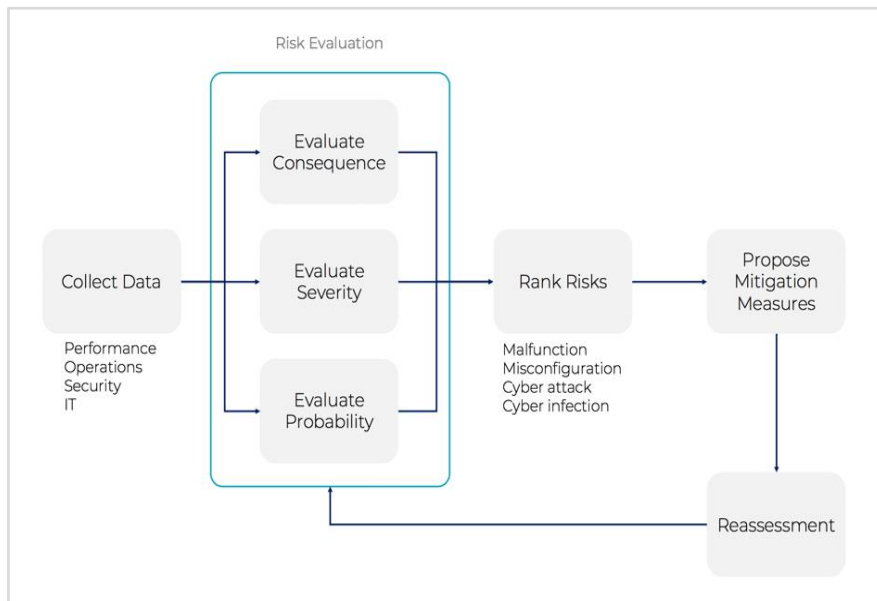 Risk Evaluation
Evaluate
Consequence
Collect Data
Performance
Operations
Security
IT
Evaluate
Severity
Evaluate
Probability
Rank Risks
Malfunction
Misconfiguration
Cyber attack
Cyber infection
Propose
Mitigation
Measures
Reassessment